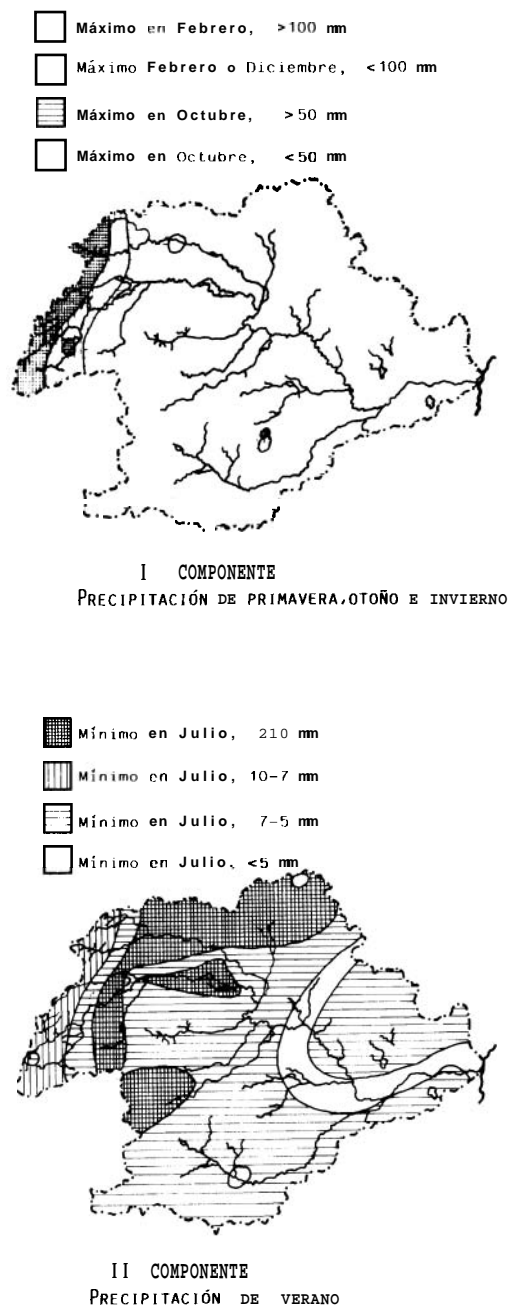 Máximo en Febrero, >100 mm
Máximo Febrero o Diciembre, <100 mm
Máximo en Octubre, >50 mm
Máximo en Octubre, <50 mm
I COMPONENTE
PRECIPITACIÓN DE PRIMAVERA,OTOÑO E INVIERNO
Mínimo en Julio, 210 mm
Mínimo en Julio, 10-7 mm
Mínimo en Julio, 7-5 mm
Mínimo en Julio, <5 mm
II COMPONENTE
PRECIPITACIÓN DE VERANO